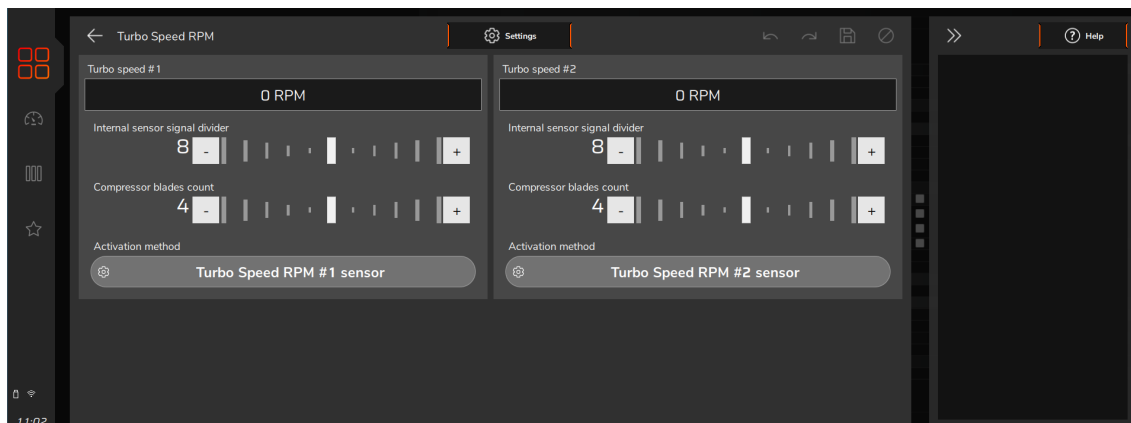 Turbo Speed RPM
Settings
Help
Turbo speed #1
0 RPM
Internal sensor signal divider
8
- +
Compressor blades count
4
- +
Activation method
Turbo Speed RPM #1 sensor
Turbo speed #2
0 RPM
Internal sensor signal divider
8
- +
Compressor blades count
4
- +
Activation method
Turbo Speed RPM #2 sensor
11:02